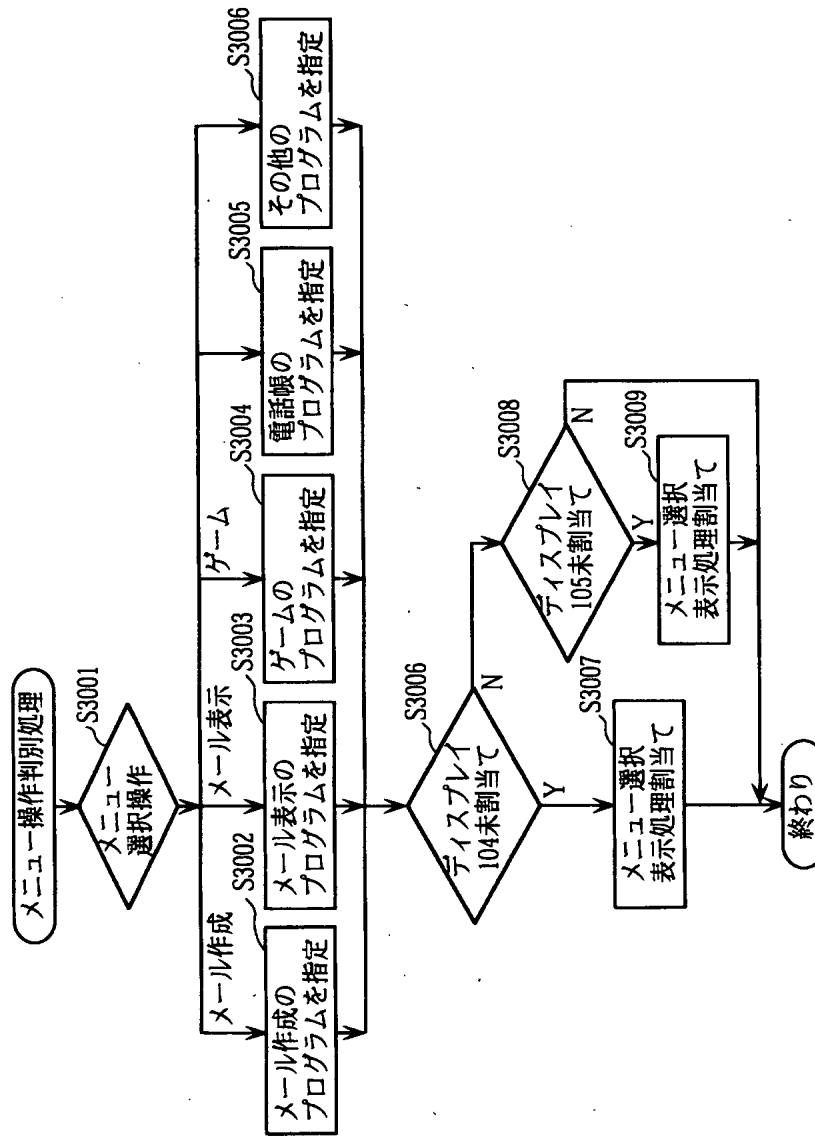 メニュー操作判別処理
S3001
メニュー
選択操作
メール作成
メール表示
ゲーム
S3002
メール作成の
プログラムを指定
S3003
メール表示の
プログラムを指定
S3004
ゲームの
プログラムを指定
S3005
電話帳の
プログラムを指定
S3006
その他の
プログラムを指定
S3006
ディスプレイ
104未割当て
Y
N
S3007
メニュー選択
表示処理割当て
S3008
ディスプレイ
105未割当て
Y
N
S3009
メニュー選択
表示処理割当て
終わり